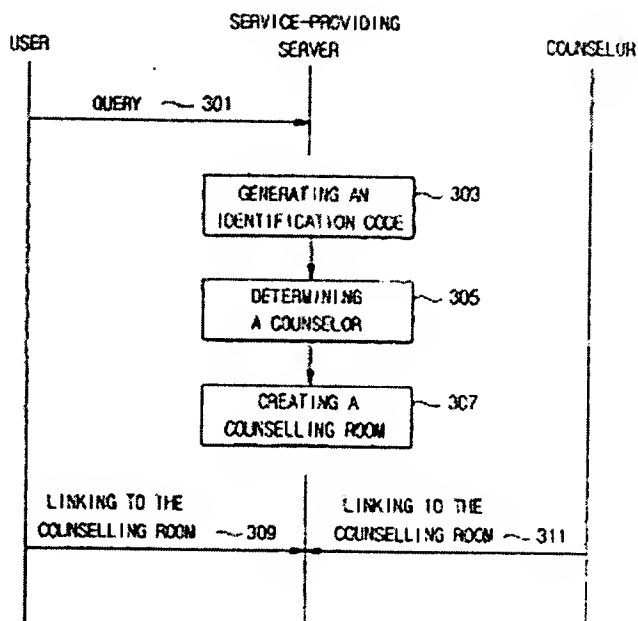 SERVICE-PROVIDING
USER SERVER COUNSELOR
QUERY 301
GENERATING AN 303
IDENTIFICATION CODE
DETERMINING 305
A COUNSELOR
CREATING A 307
COUNSELLING ROOM
LINKING TO THE LINKING TO THE
COUNSELLING ROOM 309 COUNSELLING ROOM 311